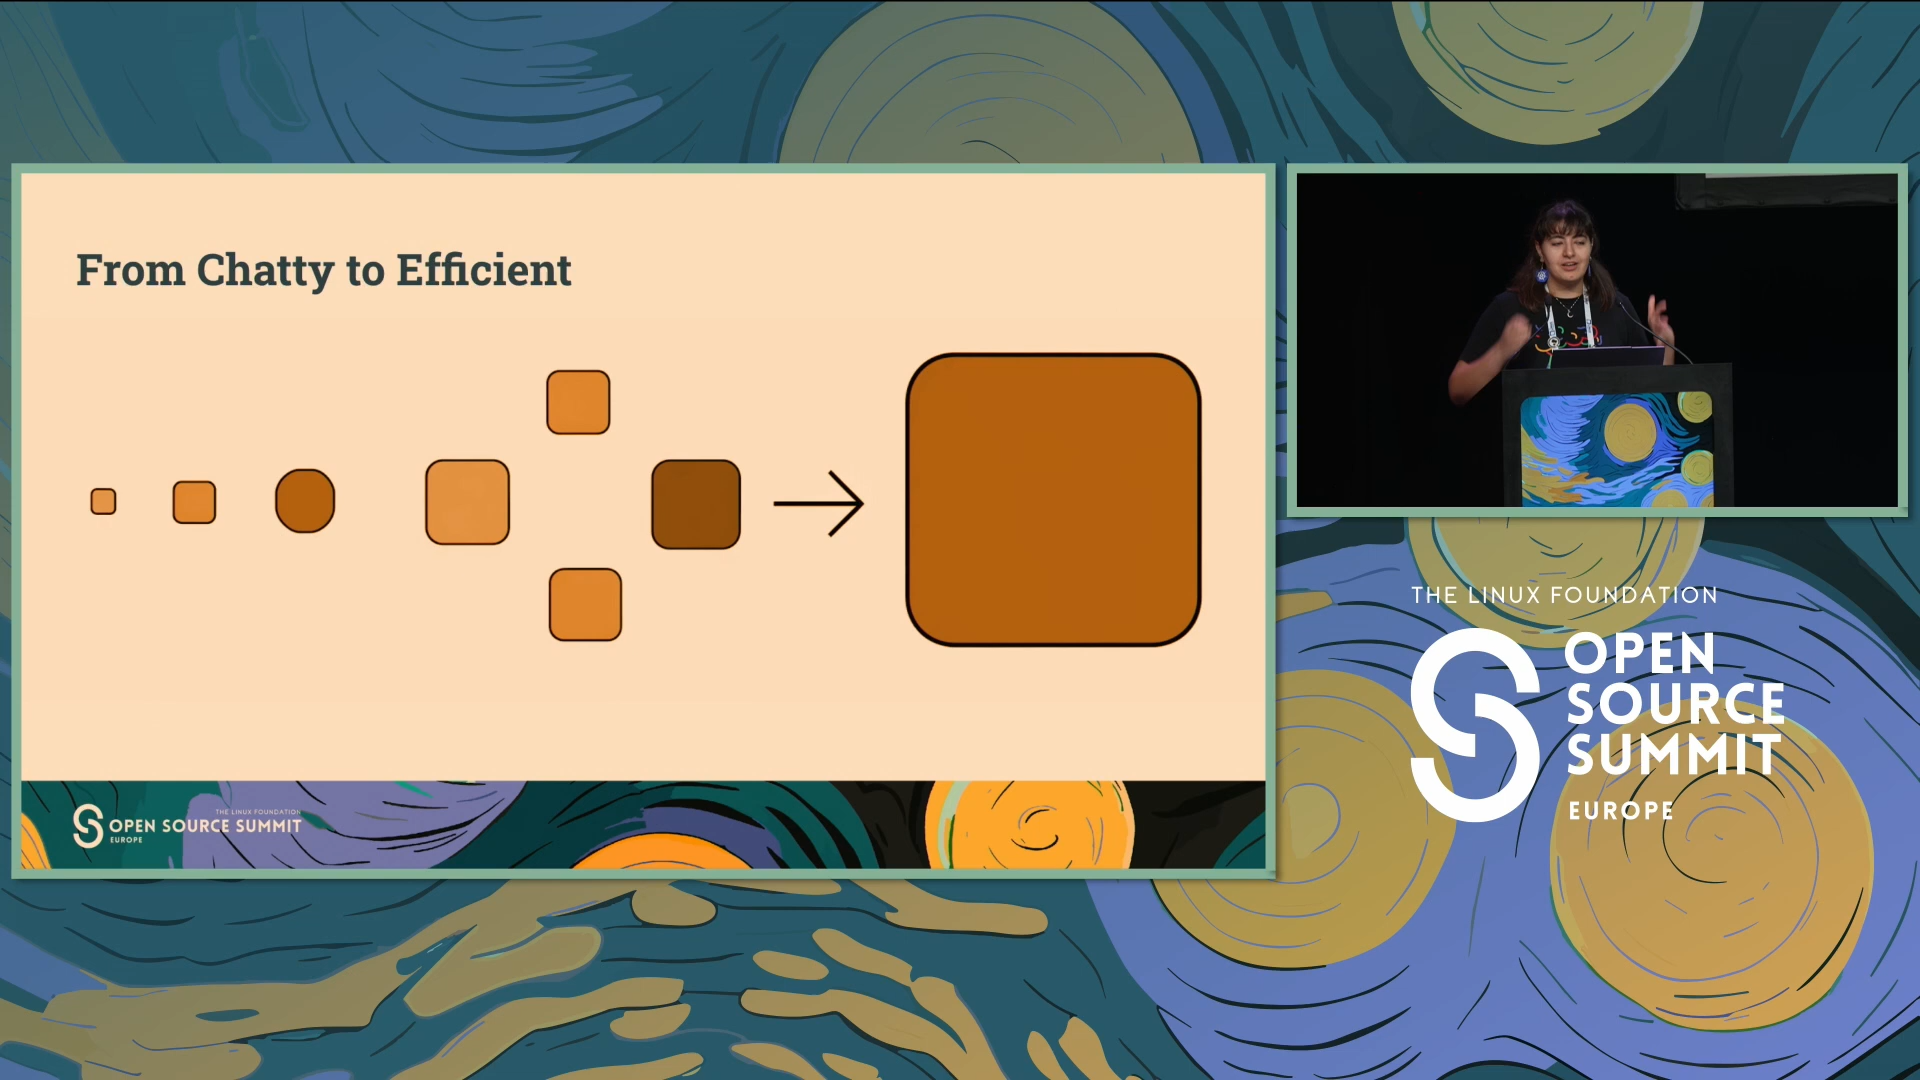 From Chatty to Efficient
THE LINUX FOUNDATION
OPEN SOURCE SUMMIT
EUROPE
THE LINUX FOUNDATION
OPEN
SOURCE
SUMMIT
EUROPE